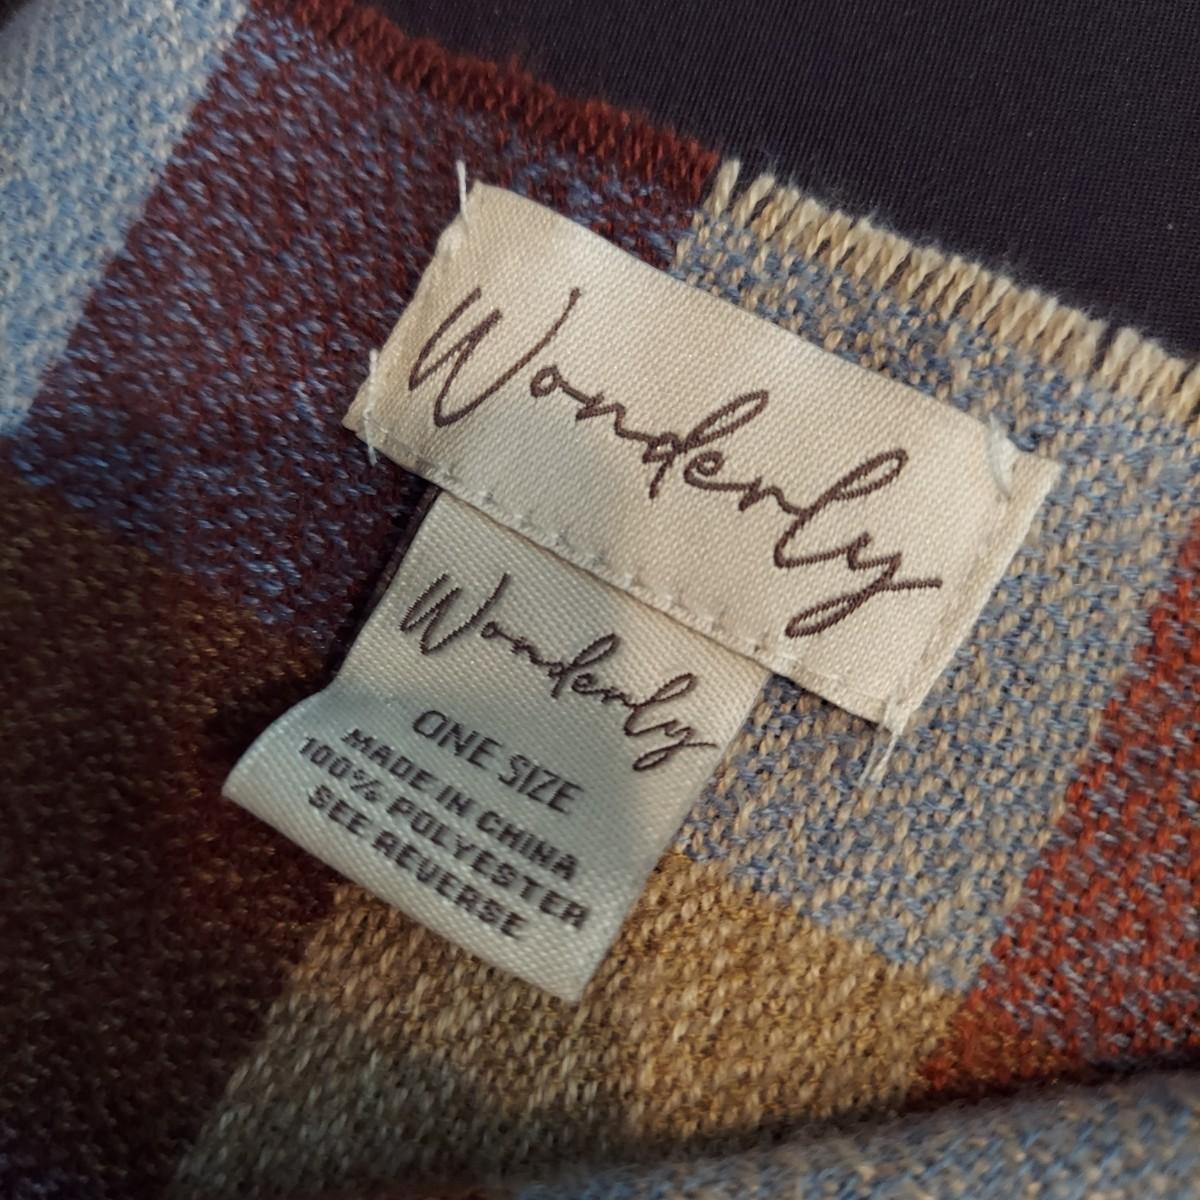 Wonderly
Wonderly
ONE SIZE
MADE IN CHINA
100% POLYESTER
SEE REVERSE